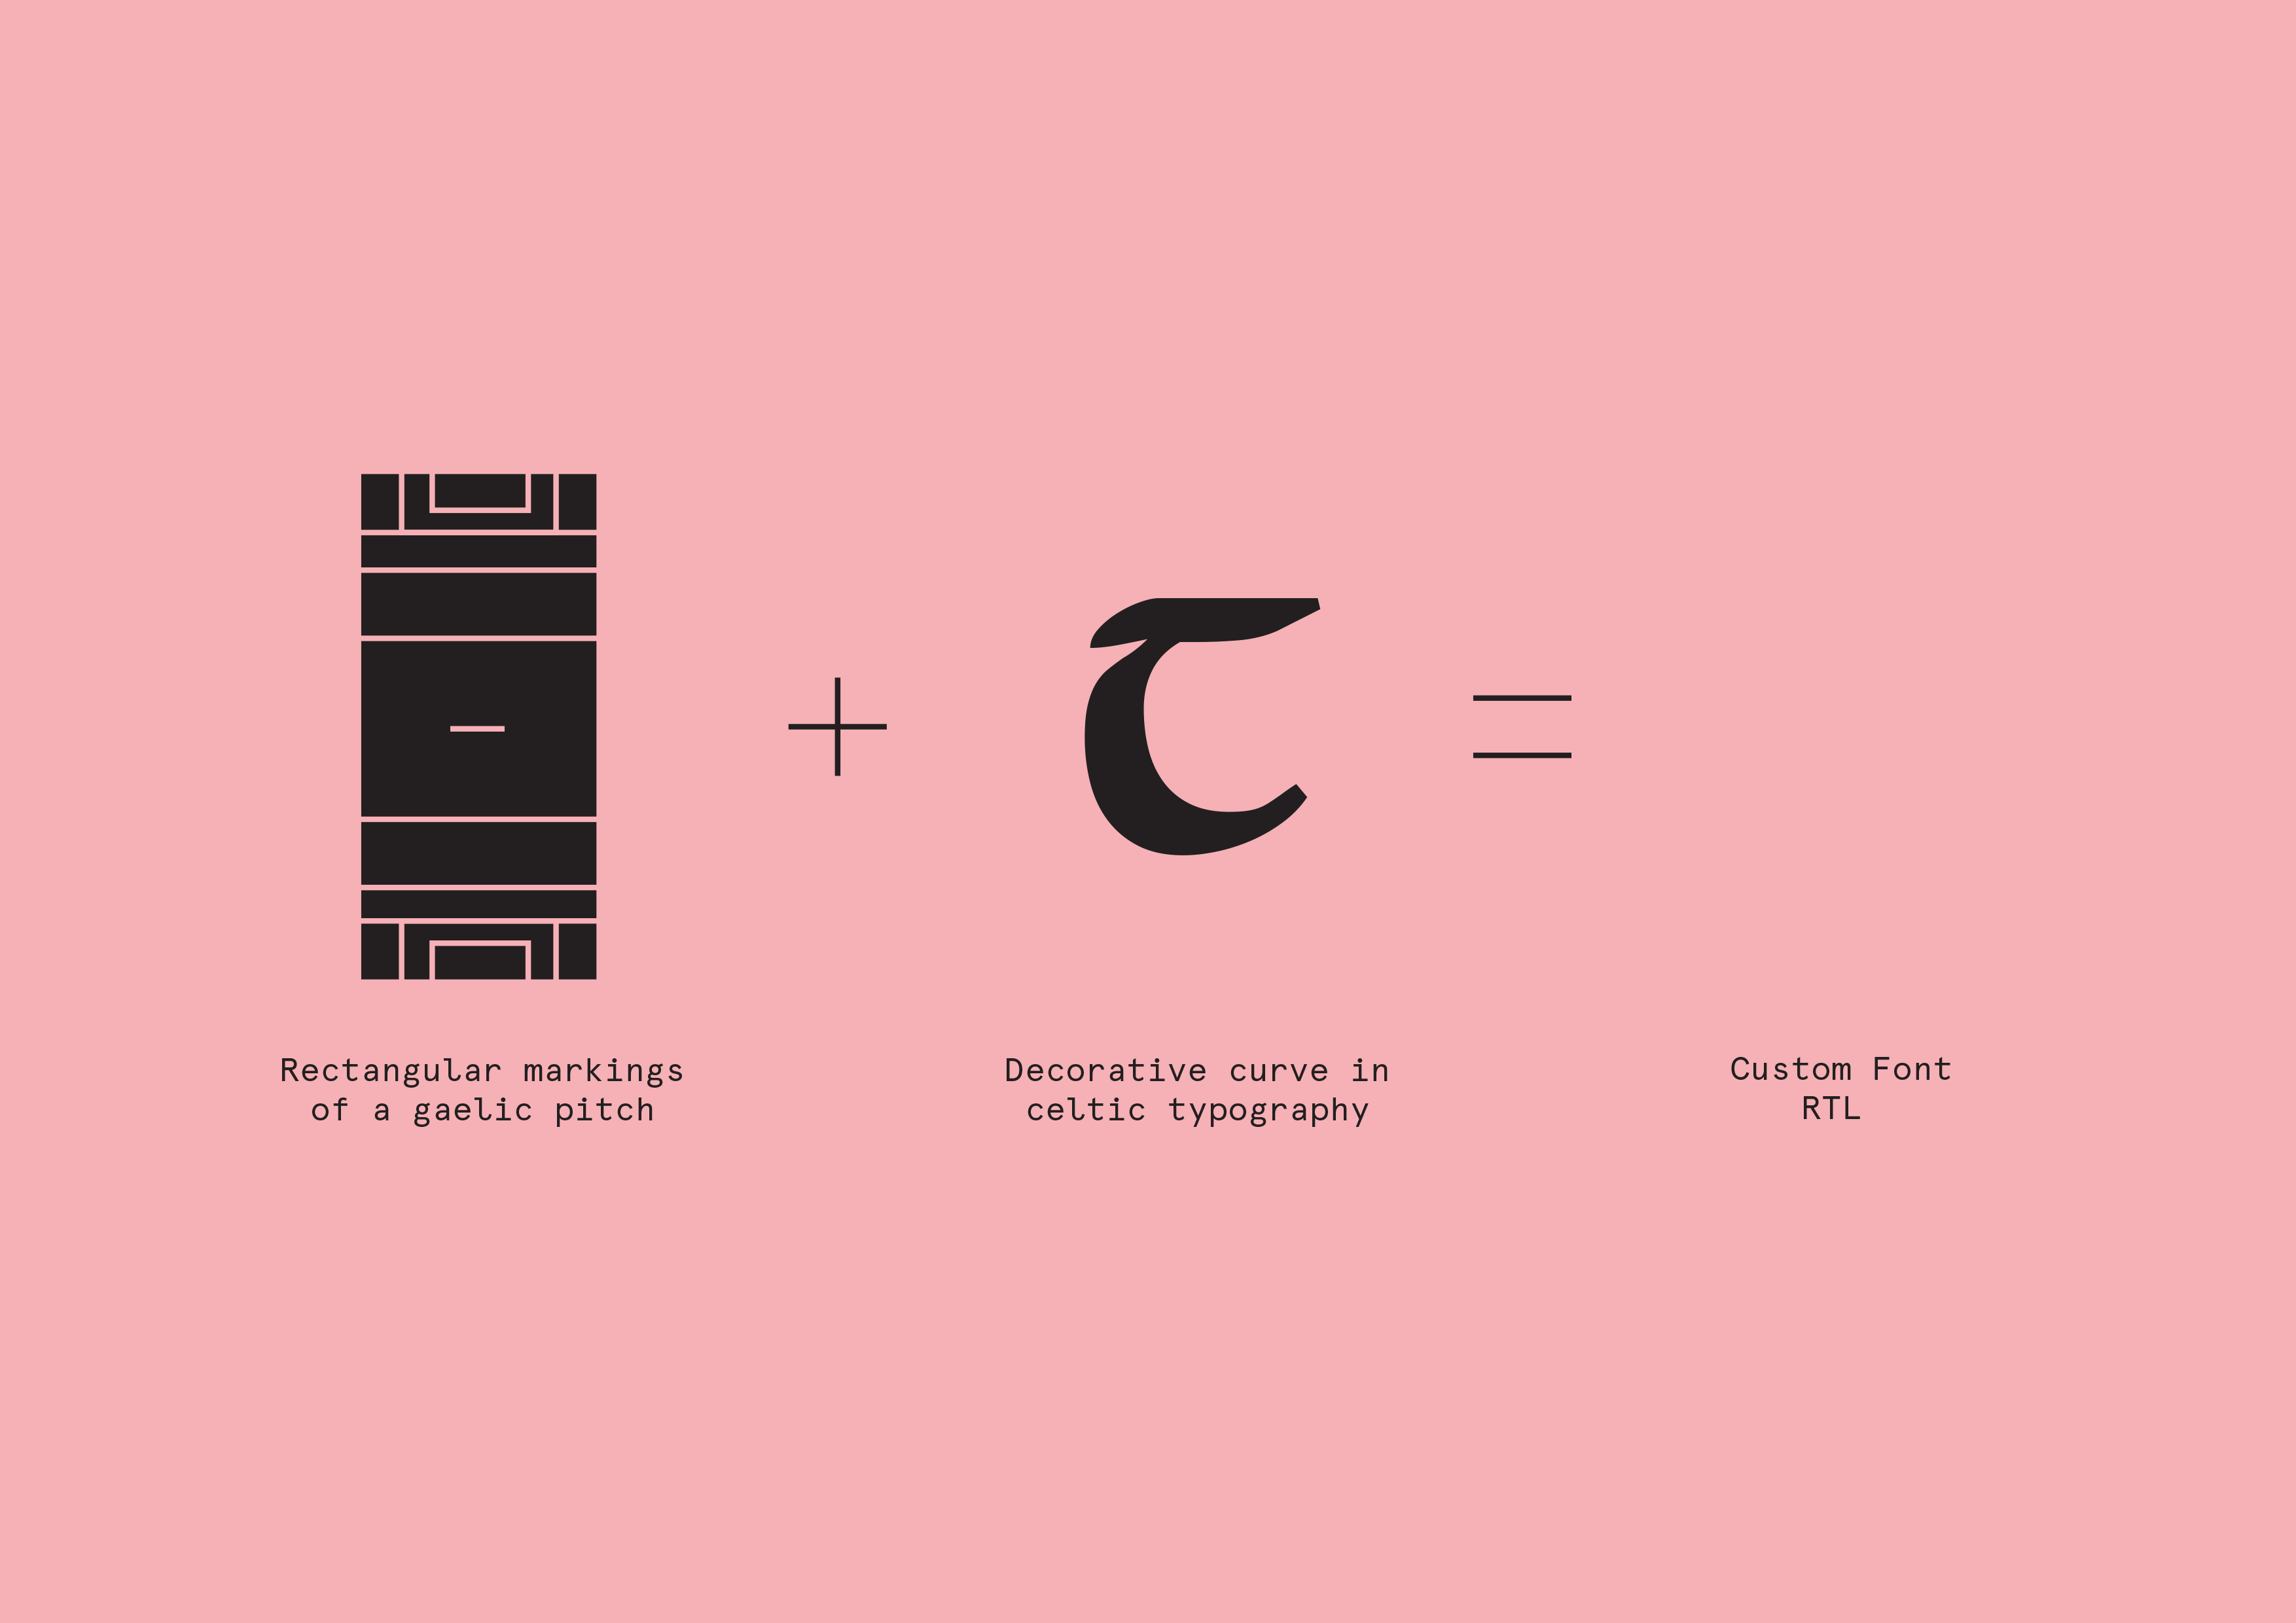 +
ꞇ
=
Rectangular markings
of a gaelic pitch
Decorative curve in
celtic typography
Custom Font
RTL